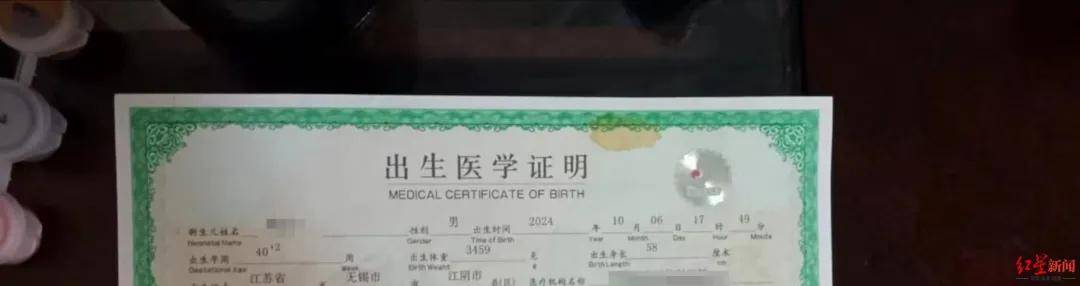 出生医学证明
MEDICAL CERTIFICATE OF BIRTH
新生儿姓名 性别 男 出生时间 2024 年 10 月 06 日 17 时 49 分
Neonatal Name Gender Time of Birth Year Month Day Hour Minute
出生孕周 40+2 周 出生体重 3459 克 出生身长 58 厘米
Gestational Age Week Birth Weight g Birth Length cm
江苏省 无锡市 江阴市 县(区) 医疗机构名称
红星新闻